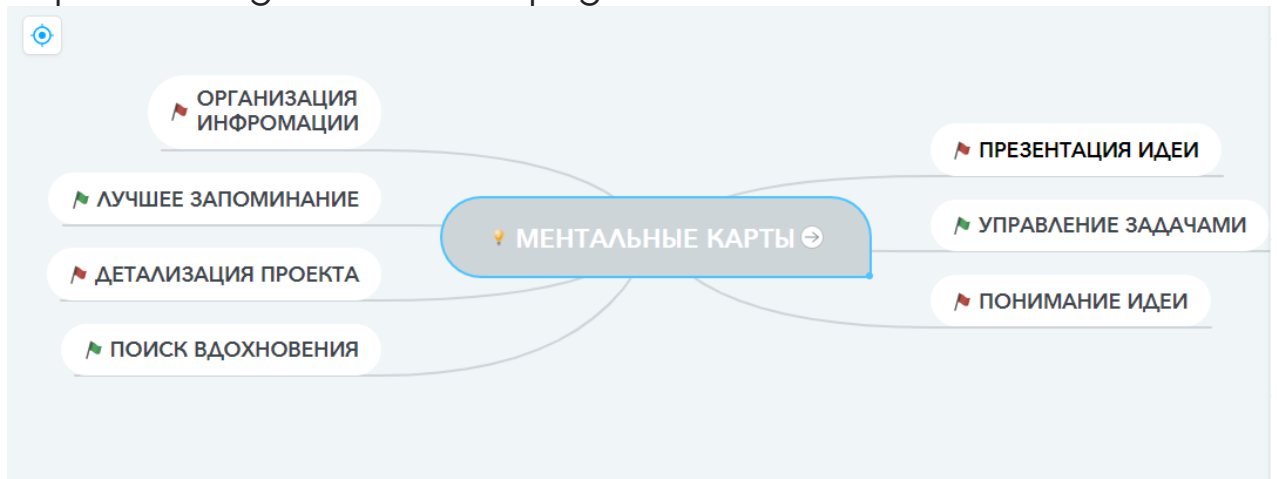 ОРГАНИЗАЦИЯ
ИНФРОМАЦИИ
ЛУЧШЕЕ ЗАПОМИНАНИЕ
ДЕТАЛИЗАЦИЯ ПРОЕКТА
ПОИСК ВДОХНОВЕНИЯ
МЕНТАЛЬНЫЕ КАРТЫ
ПРЕЗЕНТАЦИЯ ИДЕИ
УПРАВЛЕНИЕ ЗАДАЧАМИ
ПОНИМАНИЕ ИДЕИ